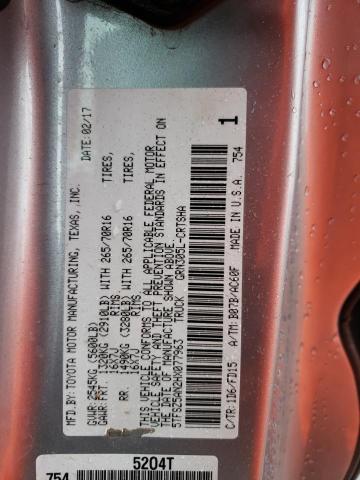 MFD.BY:TOYOTA MOTOR MANUFACTURING, TEXAS, INC. DATE:02/17
GVWR:2545KG(5600LB)
GAWR:FRT. 1320KG (2910LB) WITH 265/70R16 TIRES,
16X7J RIMS
RR. 1490KG (3280LB) WITH 265/70R16 TIRES,
16X7J RIMS
THIS VEHICLE CONFORMS TO ALL APPLICABLE FEDERAL MOTOR
VEHICLE SAFETY AND THEFT PREVENTION STANDARDS IN EFFECT ON
THE DATE OF MANUFACTURE SHOWN ABOVE.
5TFSZ5AN2HX077963 TRUCK GRN305L-CRTSHA
1
C/TR:1D6/FD15 A/TM:B07B/AC60F MADE IN U.S.A. 754
5204T
754